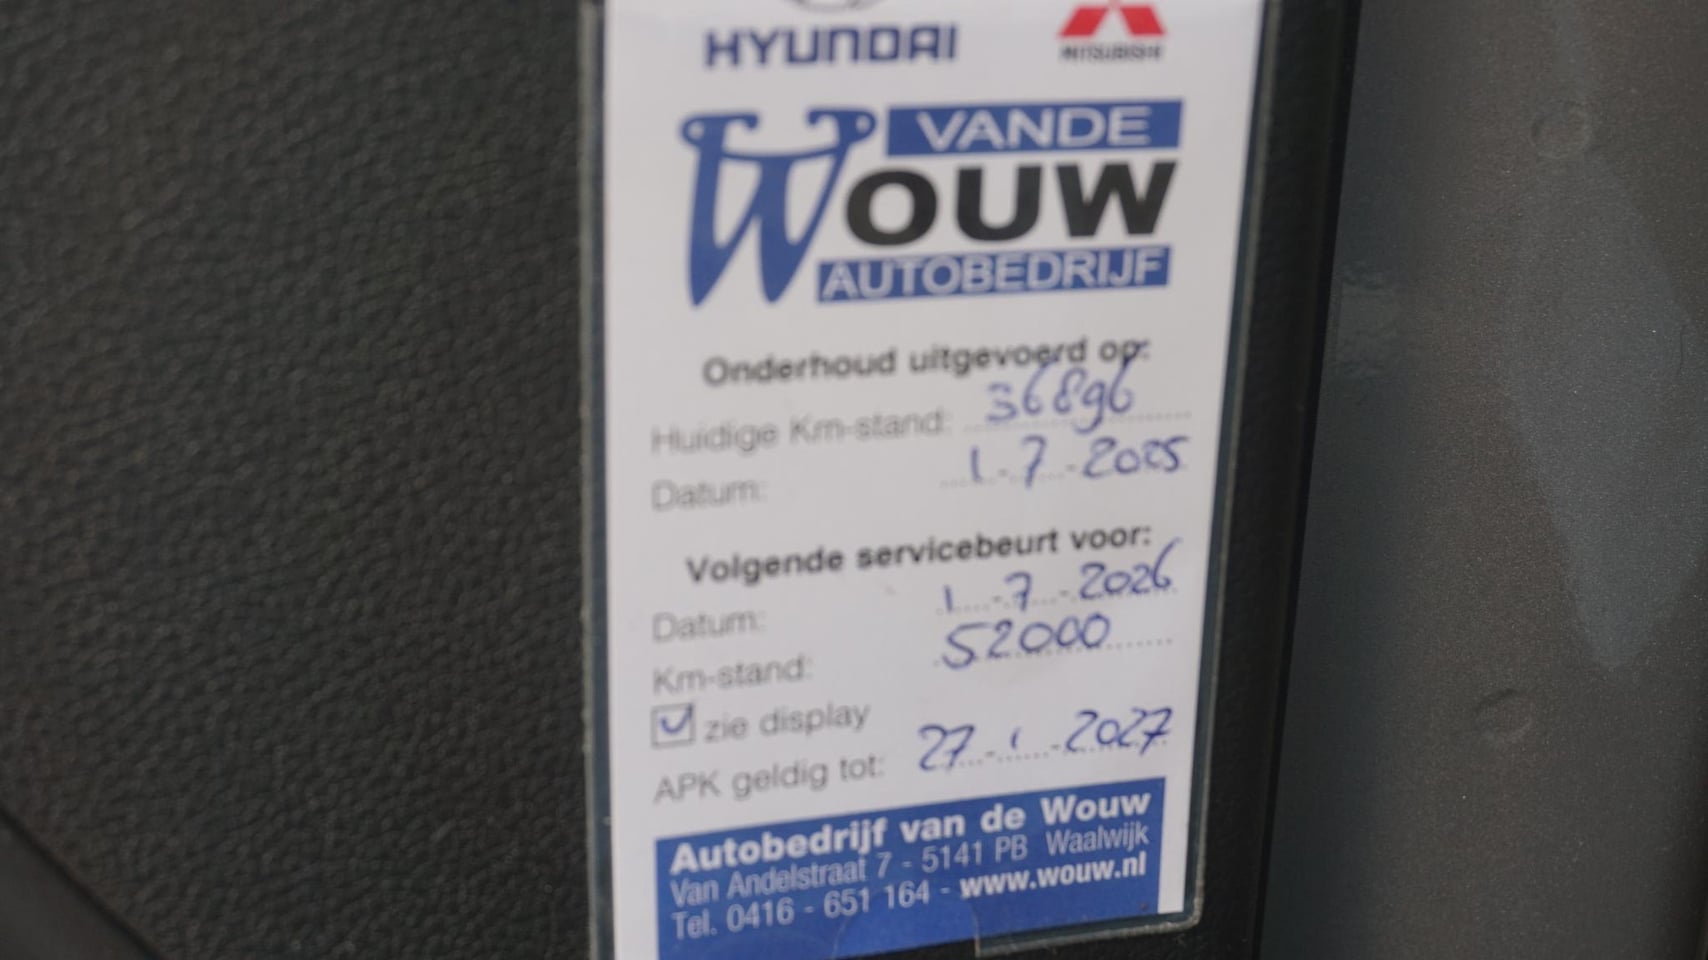 HYUNDAI
MITSUBISHI
VANDE
WOUW
AUTOBEDRIJF
Onderhoud uitgevoerd op:
Huidige Km-stand: 36896
Datum: 1-7-2025
Volgende servicebeurt voor:
Datum: 1-7-2026
Km-stand: 52000
zie display
APK geldig tot: 27-1-2027
Autobedrijf van de Wouw
Van Andelstraat 7 - 5141 PB Waalwijk
Tel. 0416 - 651 164 - www.wouw.nl